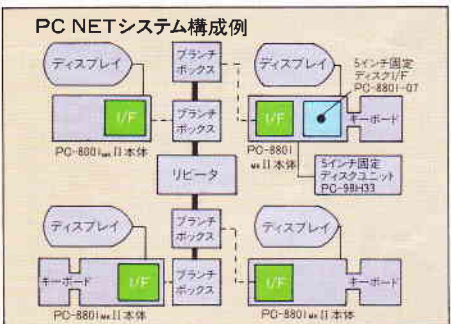 PC NETシステム構成例
ディスプレイ
ブランチ
ボックス
ディスプレイ
5インチ固定
ディスクI/F
PC-8801-07
I/F
ブランチ
ボックス
I/F
キーボード
PC-8001mkII本体
PC-8801
mkII本体
5インチ固定
ディスクユニット
PC-98H33
リピータ
ディスプレイ
ブランチ
ボックス
ディスプレイ
キーボード
I/F
ブランチ
ボックス
I/F
キーボード
PC-8801mkII本体
PC-8801mkII本体